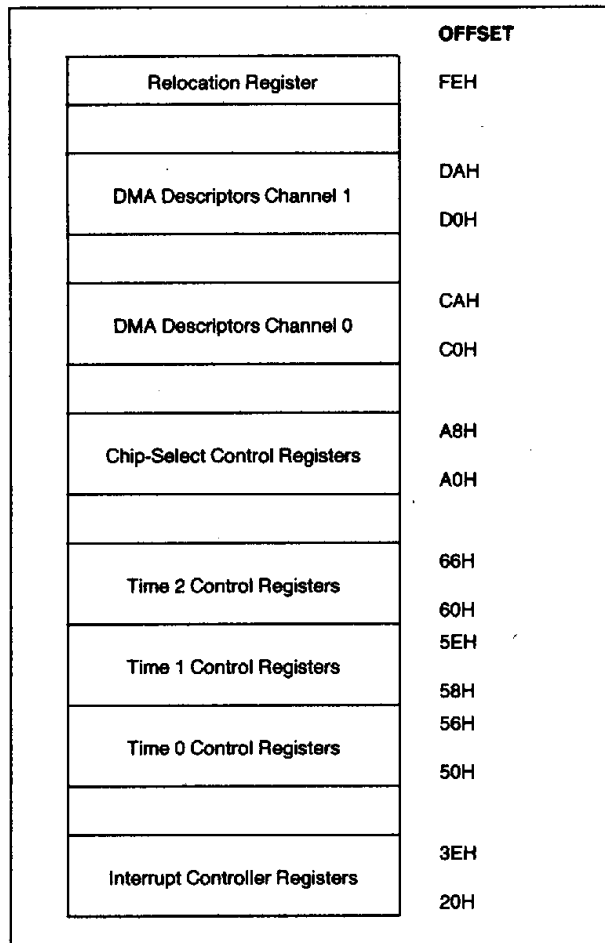 OFFSET
Relocation Register FEH
DAH
DMA Descriptors Channel 1
D0H
CAH
DMA Descriptors Channel 0
C0H
A8H
Chip-Select Control Registers
A0H
66H
Time 2 Control Registers
60H
5EH
Time 1 Control Registers
58H
56H
Time 0 Control Registers
50H
3EH
Interrupt Controller Registers
20H